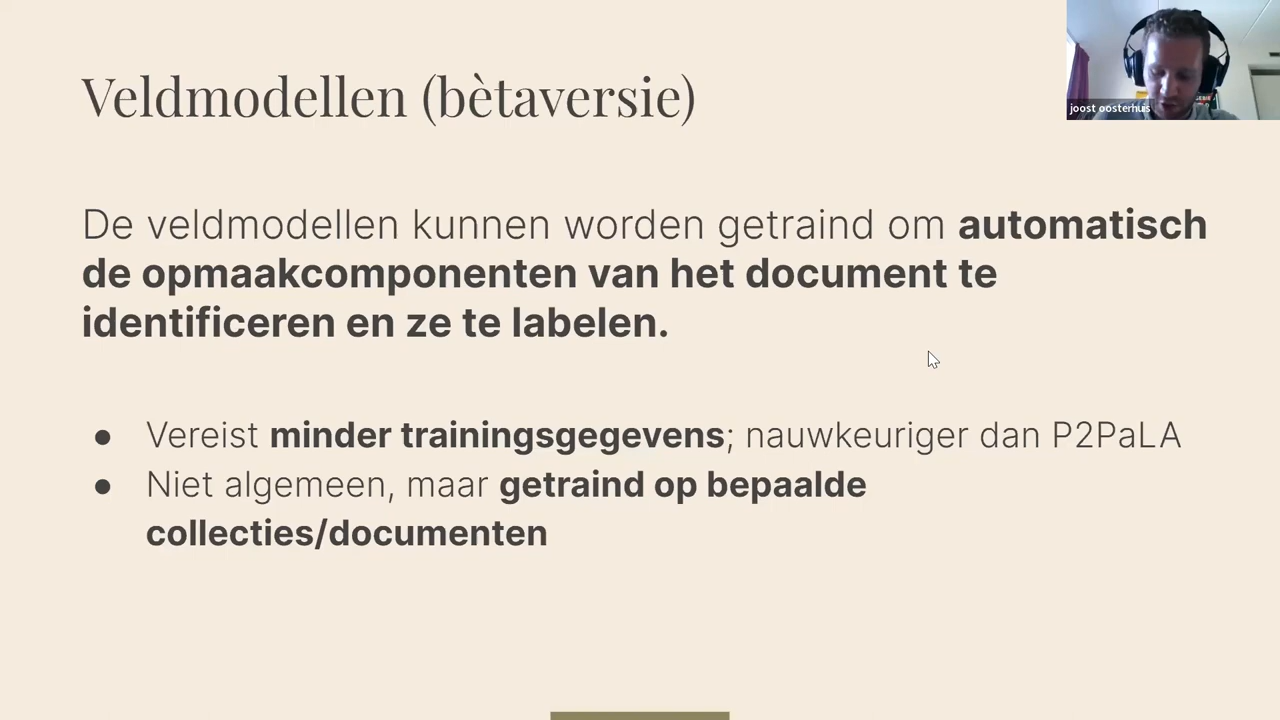 Veldmodellen (bètaversie)
joost oosterhuis
De veldmodellen kunnen worden getraind om automatisch
de opmaakcomponenten van het document te
identificeren en ze te labelen.
● Vereist minder trainingsgegevens; nauwkeuriger dan P2PaLA
● Niet algemeen, maar getraind op bepaalde
collecties/documenten